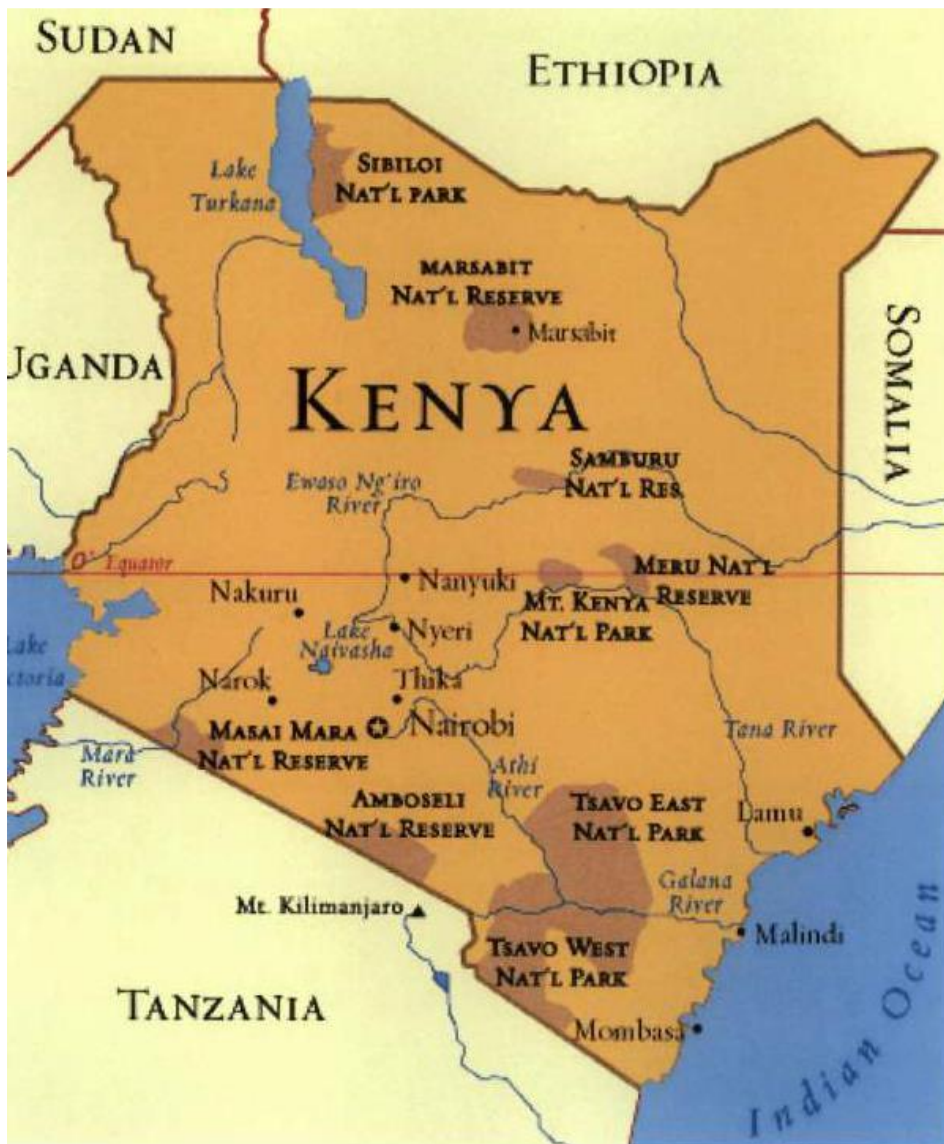 SUDAN
ETHIOPIA
Lake
Turkana
SIBILOI
NAT'L PARK
MARSABIT
NAT'L RESERVE
Marsabit
UGANDA
KENYA
SOMALIA
SAMBURU
NAT'L RES.
Ewaso Ng'iro
River
0° Equator
Nanyuki
MERU NAT'L
RESERVE
Nakuru
MT. KENYA
NAT'L PARK
Lake
Naivasha
Nyeri
Lake
Narok
Thika
MASAI MARA
NAT'L RESERVE
Nairobi
Tana River
Mara
River
Athi
River
AMBOSELI
NAT'L RESERVE
TSAVO EAST
NAT'L PARK
Lamu
Galana
River
Mt. Kilimanjaro
Malindi
TSAVO WEST
NAT'L PARK
TANZANIA
Mombasa
Indian Ocean